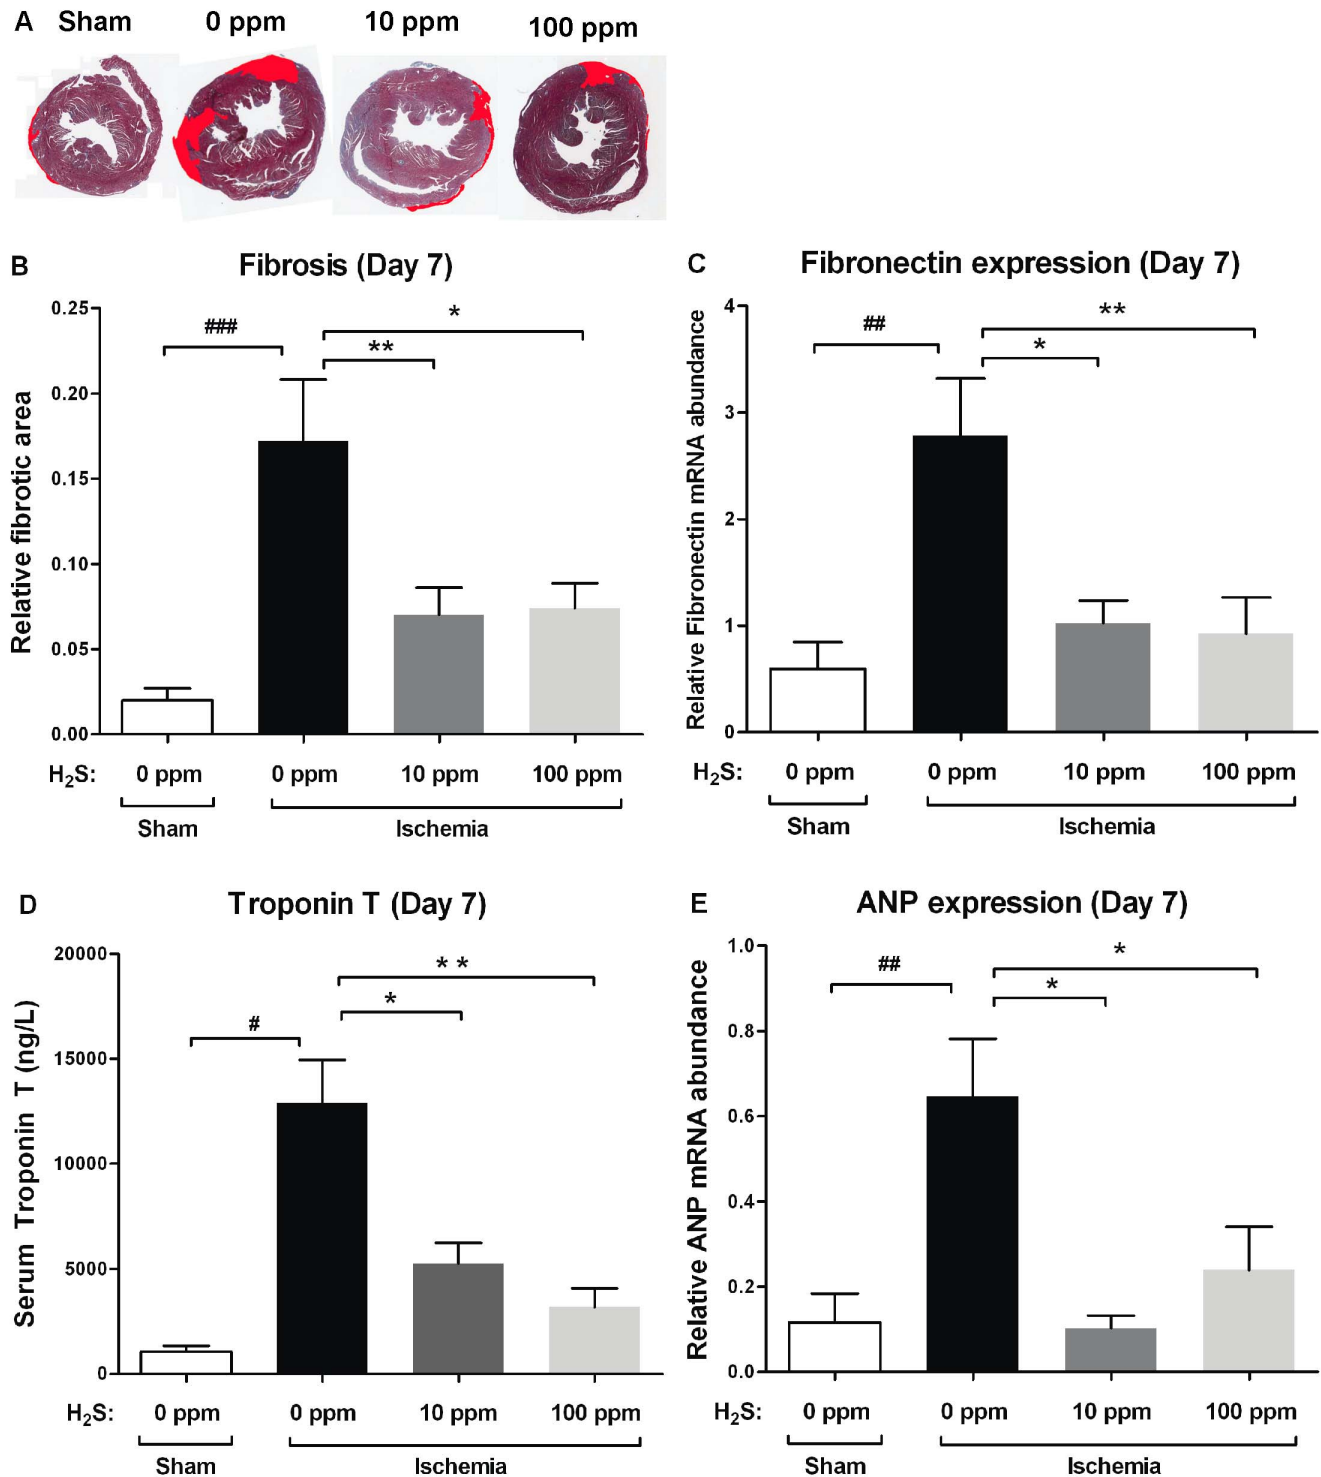 A Sham 0 ppm 10 ppm 100 ppm
B Fibrosis (Day 7)
Relative fibrotic area
0.25
0.20
0.15
0.10
0.05
0.00
###
*
**
H₂S: 0 ppm 0 ppm 10 ppm 100 ppm
Sham Ischemia
C Fibronectin expression (Day 7)
Relative Fibronectin mRNA abundance
4
3
2
1
0
##
**
*
H₂S: 0 ppm 0 ppm 10 ppm 100 ppm
Sham Ischemia
D Troponin T (Day 7)
Serum Troponin T (ng/L)
20000
15000
10000
5000
0
#
* *
*
H₂S: 0 ppm 0 ppm 10 ppm 100 ppm
Sham Ischemia
E ANP expression (Day 7)
Relative ANP mRNA abundance
1.0
0.8
0.6
0.4
0.2
0.0
##
*
*
H₂S: 0 ppm 0 ppm 10 ppm 100 ppm
Sham Ischemia